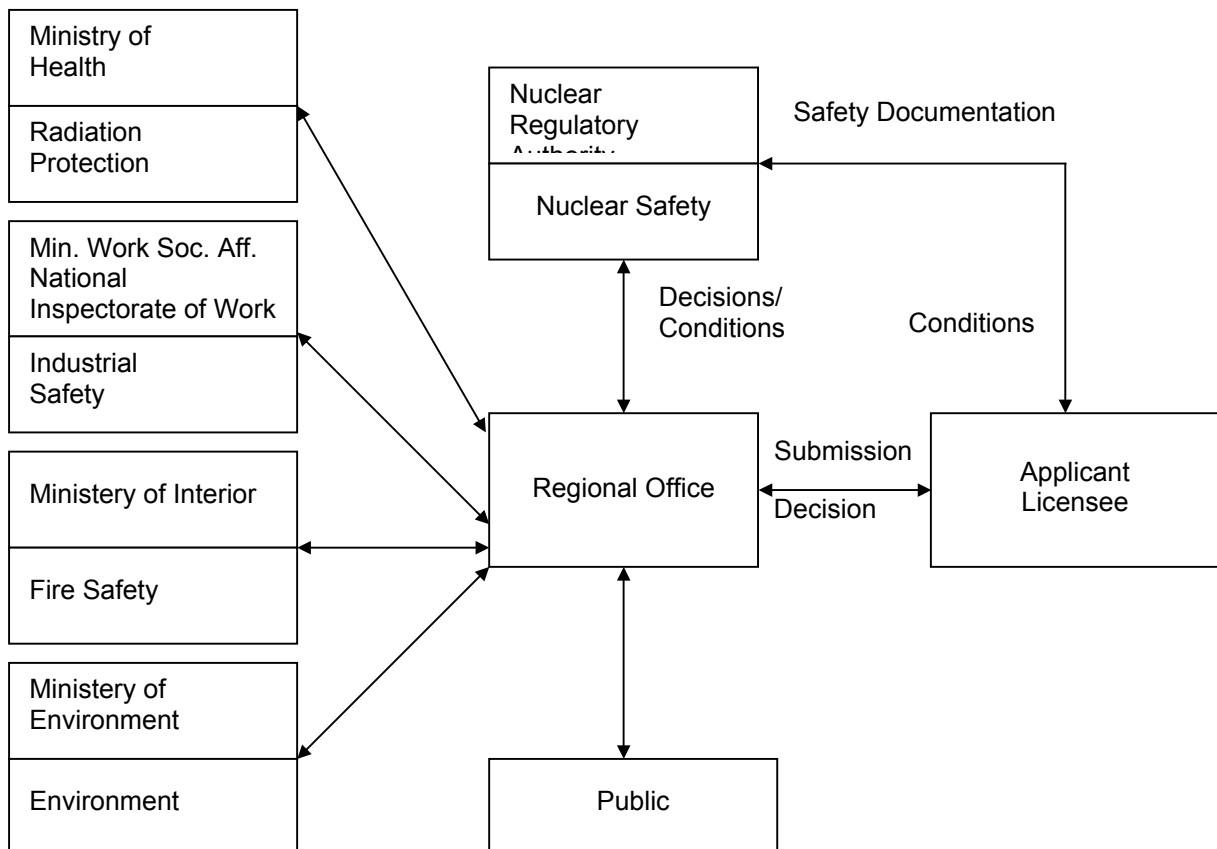 Ministry of
Health
Radiation
Protection
Min. Work Soc. Aff.
National
Inspectorate of Work
Industrial
Safety
Ministery of Interior
Fire Safety
Ministery of
Environment
Environment
Nuclear
Regulatory
Authority
Nuclear Safety
Safety Documentation
Decisions/
Conditions
Conditions
Regional Office
Submission
Decision
Applicant
Licensee
Public